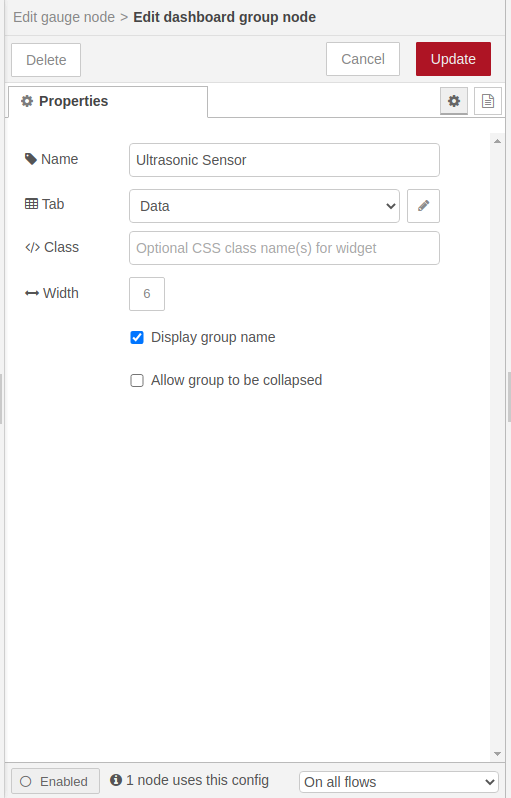 Edit gauge node > Edit dashboard group node
Delete
Cancel
Update
Properties
Name
Ultrasonic Sensor
Tab
Data
Class
Optional CSS class name(s) for widget
Width
6
Display group name
Allow group to be collapsed
Enabled
1 node uses this config
On all flows